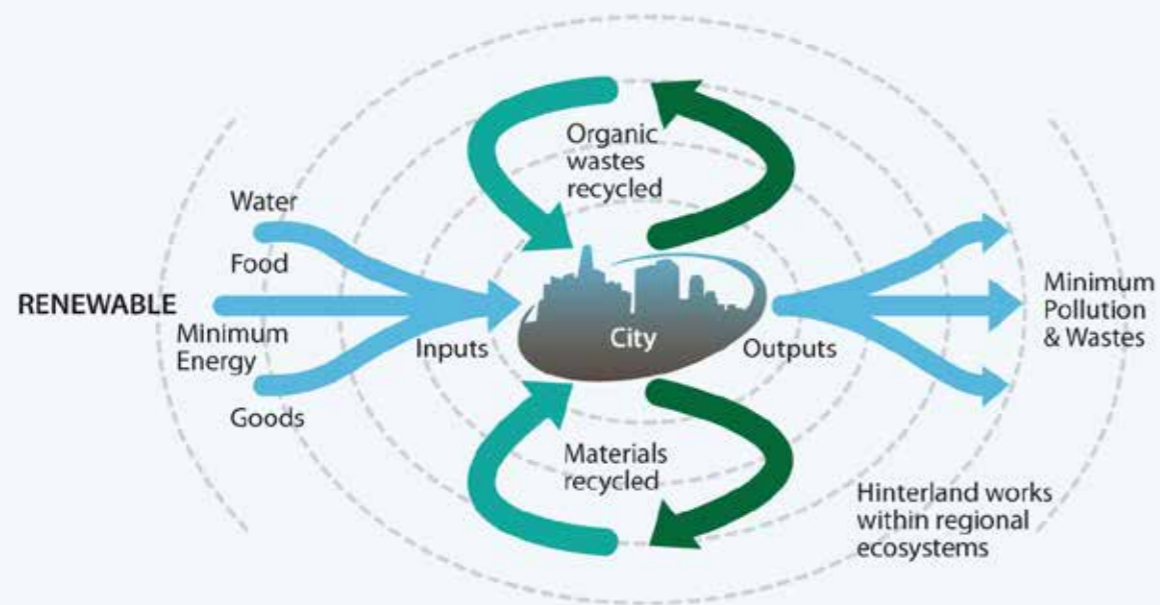 Organic
wastes
recycled
Water
Food
RENEWABLE
Minimum
Energy
Goods
Inputs
City
Outputs
Minimum
Pollution
& Wastes
Materials
recycled
Hinterland works
within regional
ecosystems